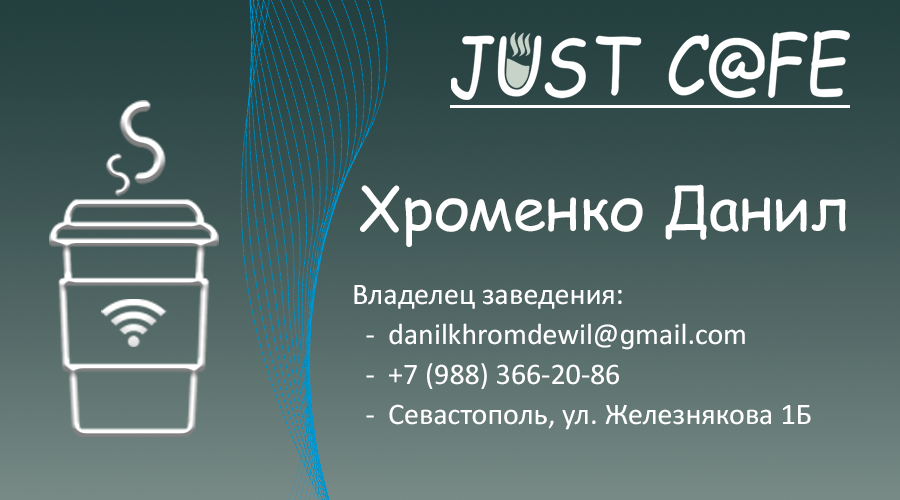 JUST C@FE
Хроменко Данил
Владелец заведения:
- danilkhromdewil@gmail.com
- +7 (988) 366-20-86
- Севастополь, ул. Железнякова 1Б